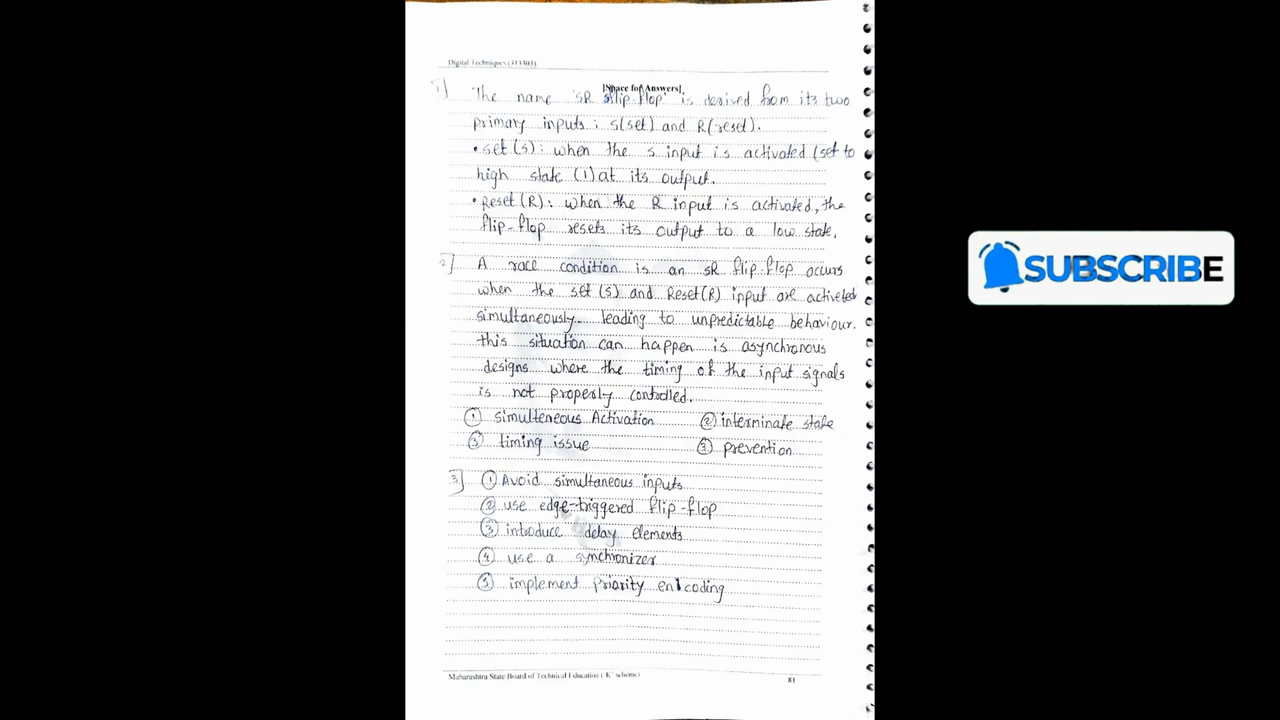 Digital Techniques (313303)
[Space for Answers]
1] The name 'SR flip-flop' is derived from its two
primary inputs : S(set) and R(reset).
• set (S) : when the S input is activated (set to
high state (1) at its output.
• Reset (R) : when the R input is activated, the
flip-flop resets its output to a low state.
2] A race condition is an SR flip-flop occurs
when the set (S) and Reset(R) input are activated
simultaneously leading to unpredictable behaviour.
this situation can happen is asynchronous
designs where the timing of the input signals
is not properly controlled.
① simulteneous Activation ② interminate state
③ timing issue ③ prevention
3] ① Avoid simultaneous inputs
② use edge-triggered flip-flop
③ introduce delay elements
④ use a synchronizer
⑤ implement priority encoding
Maharashtra State Board of Technical Education ('K' scheme)
81
SUBSCRIBE